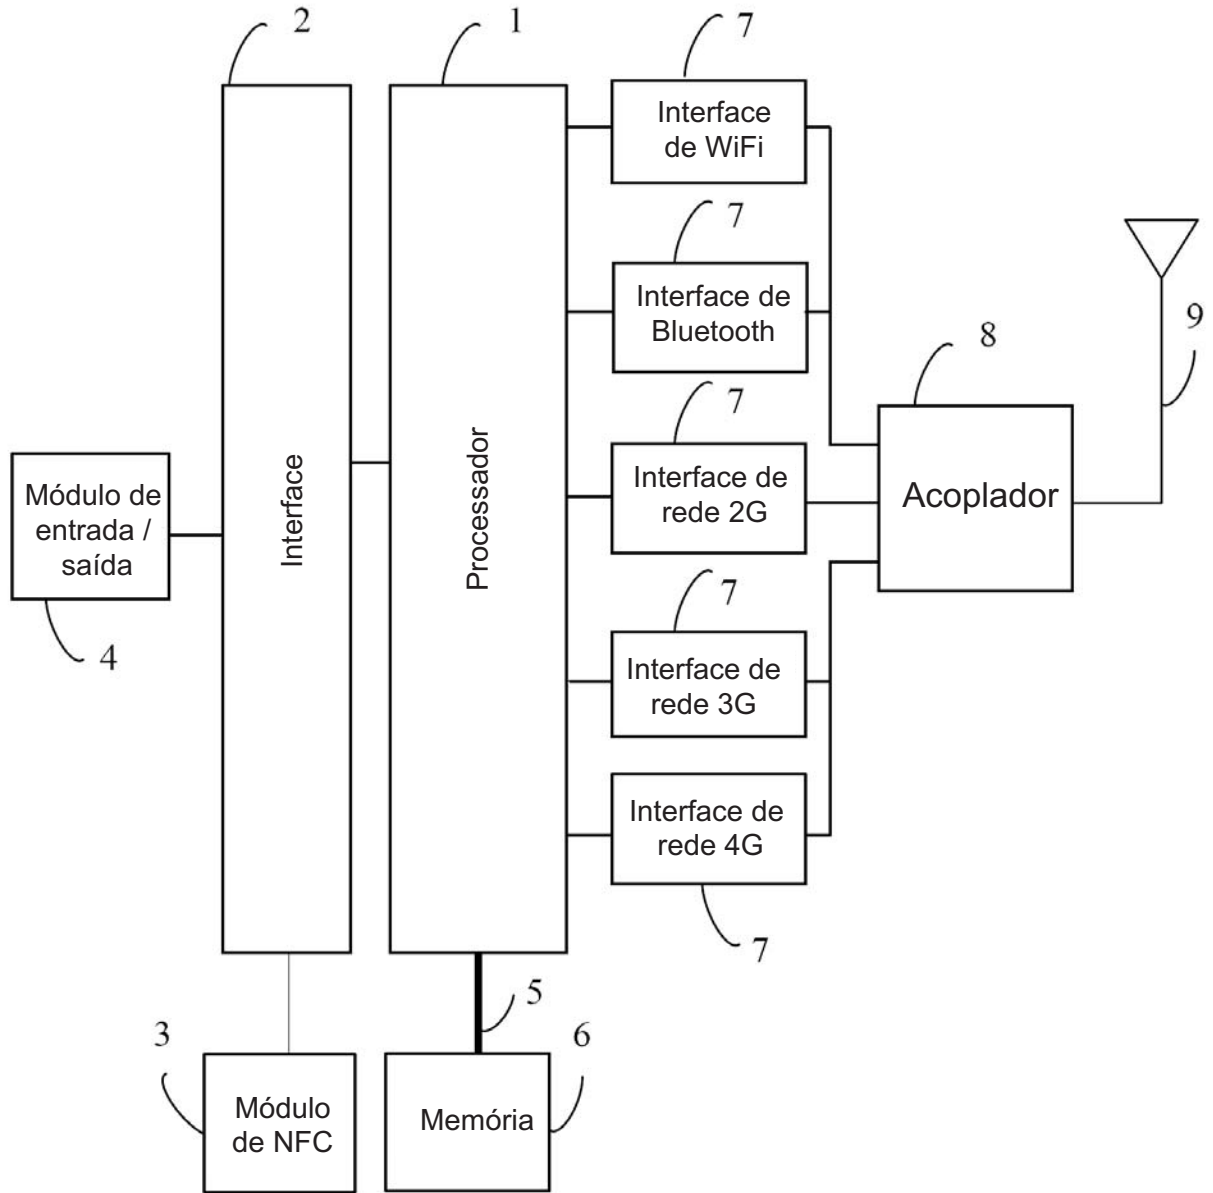 2
1
7
Interface
de WiFi
7
Interface de
Bluetooth
7
Interface de
rede 2G
7
Interface de
rede 3G
Interface de
rede 4G
7
8
Acoplador
9
Módulo de
entrada /
saída
4
Interface
Processador
5
3
Módulo
de NFC
6
Memória